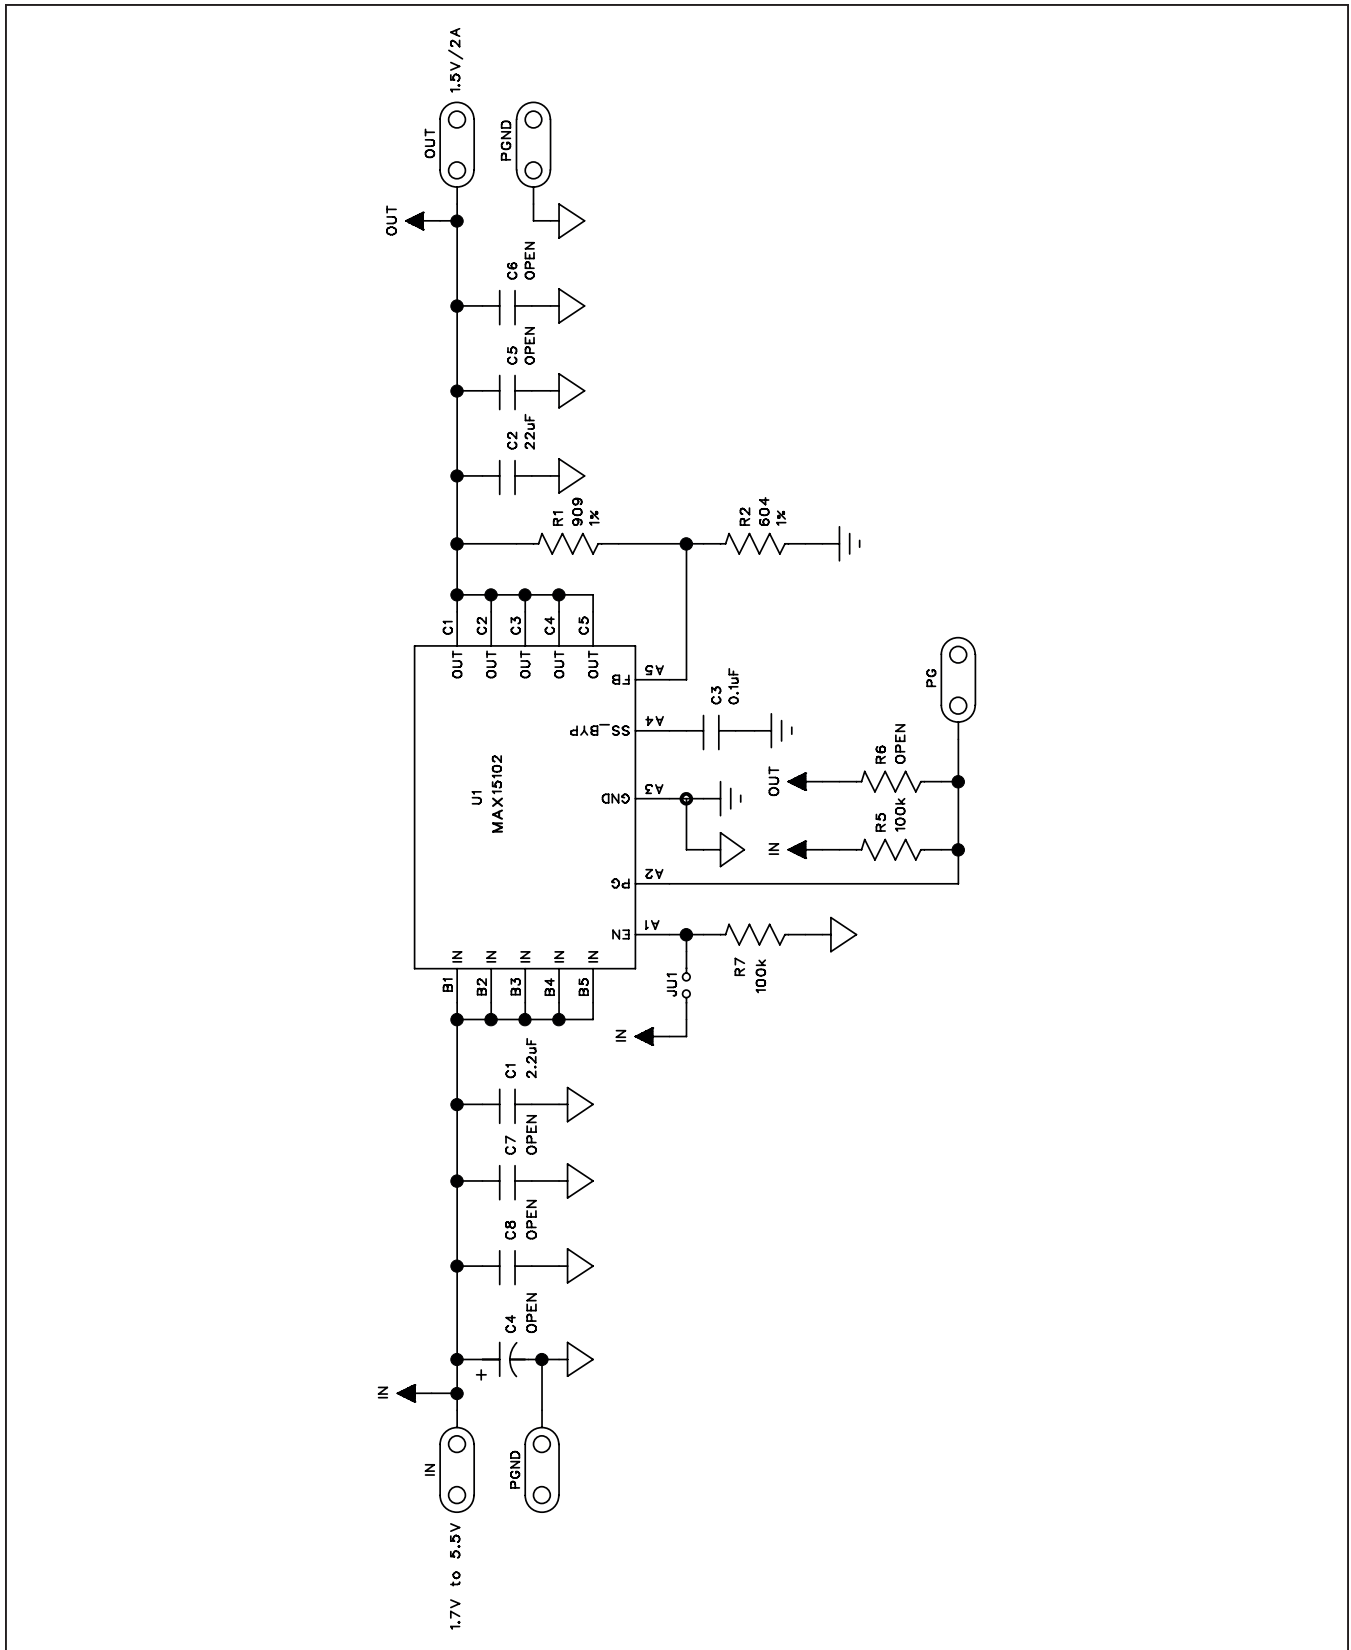 1.7V to 5.5V
IN
PGND
IN
+
C4
OPEN
C8
OPEN
C7
OPEN
C1
2.2uF
B1
B2
B3
B4
B5
IN
IN
IN
IN
IN
U1
MAX15102
OUT
OUT
OUT
OUT
OUT
C1
C2
C3
C4
C5
EN
PG
GND
SS_BYP
FB
A1
A2
A3
A4
A5
IN
JU1
R7
100k
IN
R5
100k
OUT
R6
OPEN
PG
C3
0.1uF
R1
909
1%
R2
604
1%
C2
22uF
C5
OPEN
C6
OPEN
OUT
OUT
PGND
1.5V/2A